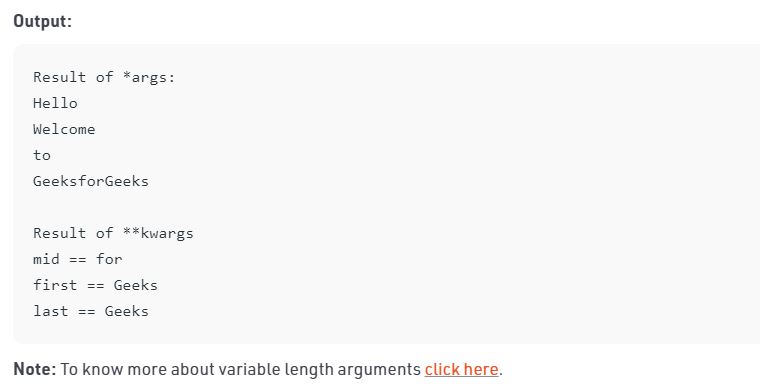 Output:
Result of *args:
Hello
Welcome
to
GeeksforGeeks
Result of **kwargs
mid == for
first == Geeks
last == Geeks
Note: To know more about variable length arguments click here.